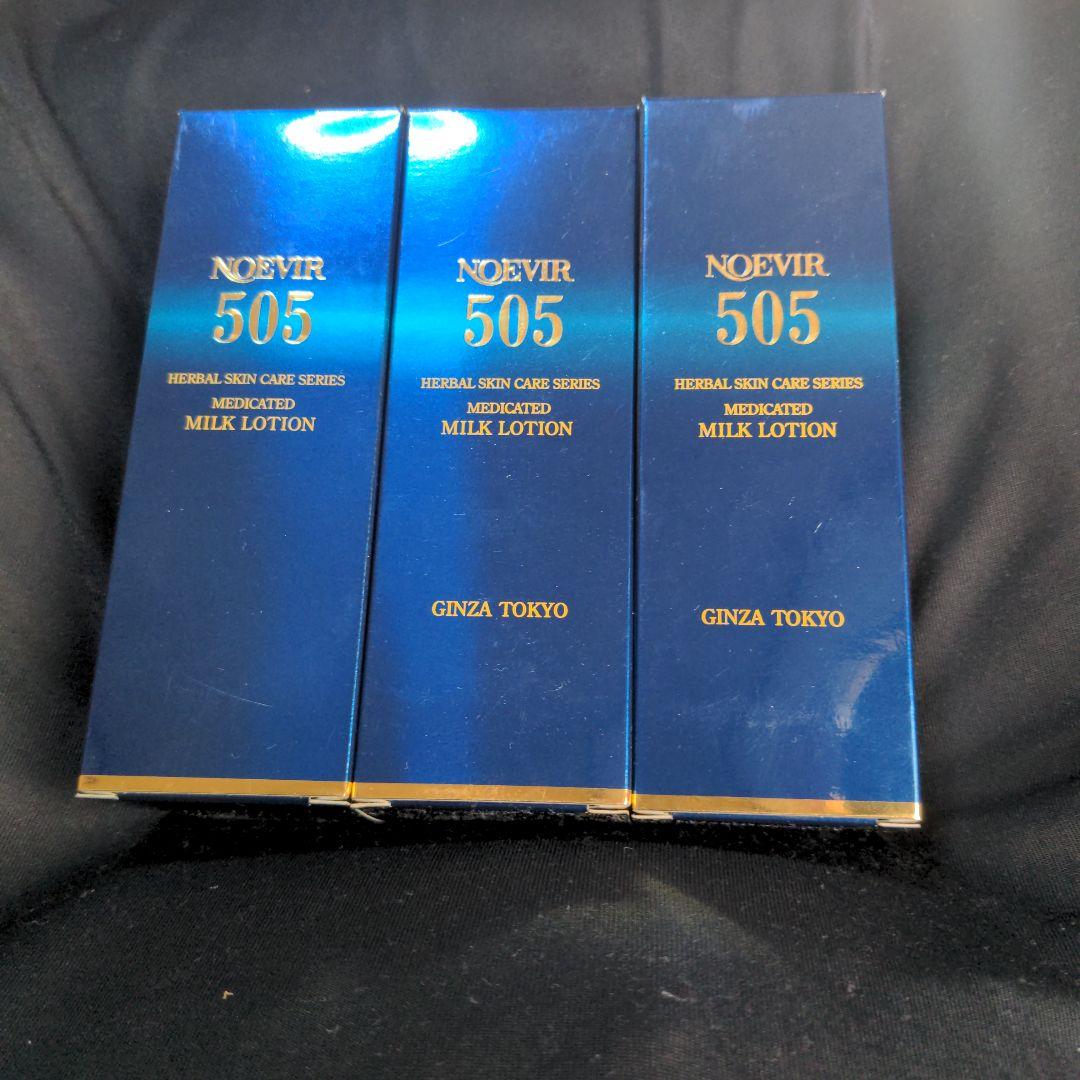 NOEVIR
505
HERBAL SKIN CARE SERIES
MEDICATED
MILK LOTION
NOEVIR
505
HERBAL SKIN CARE SERIES
MEDICATED
MILK LOTION
GINZA TOKYO
NOEVIR
505
HERBAL SKIN CARE SERIES
MEDICATED
MILK LOTION
GINZA TOKYO